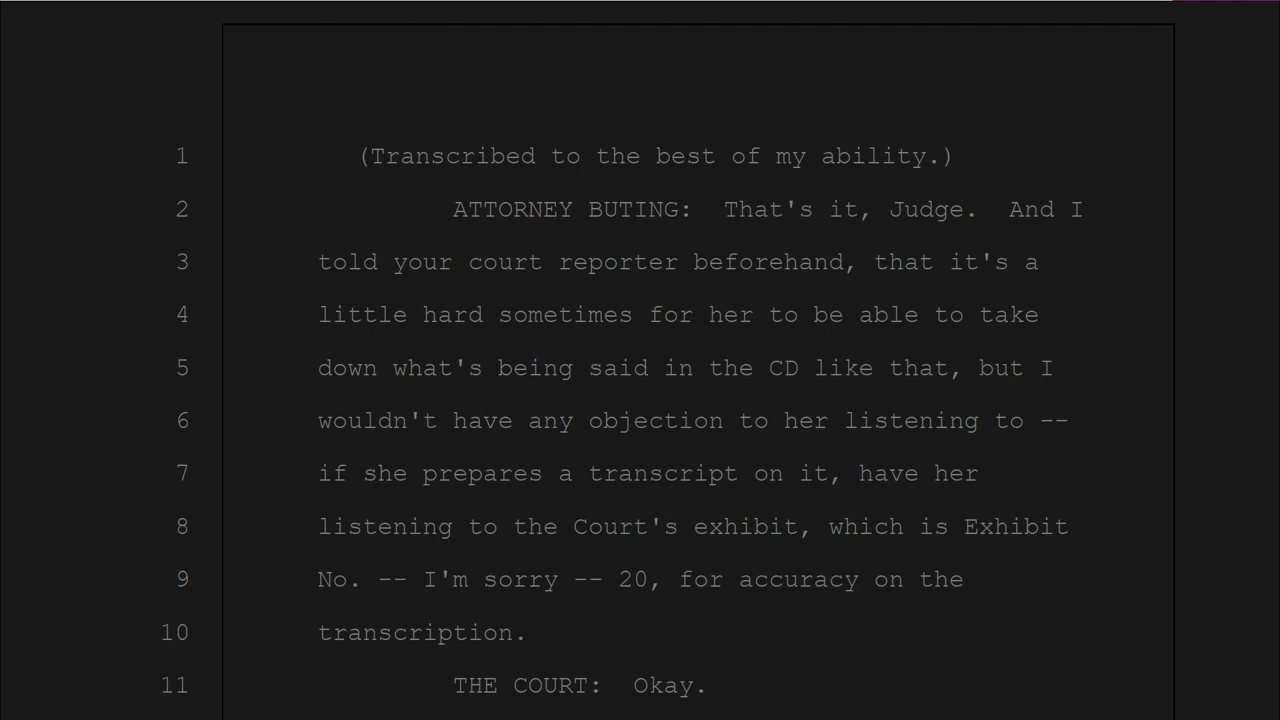 1 (Transcribed to the best of my ability.)
2 ATTORNEY BUTING:  That's it, Judge.  And I
3 told your court reporter beforehand, that it's a
4 little hard sometimes for her to be able to take
5 down what's being said in the CD like that, but I
6 wouldn't have any objection to her listening to --
7 if she prepares a transcript on it, have her
8 listening to the Court's exhibit, which is Exhibit
9 No. -- I'm sorry -- 20, for accuracy on the
10 transcription.
11 THE COURT:  Okay.